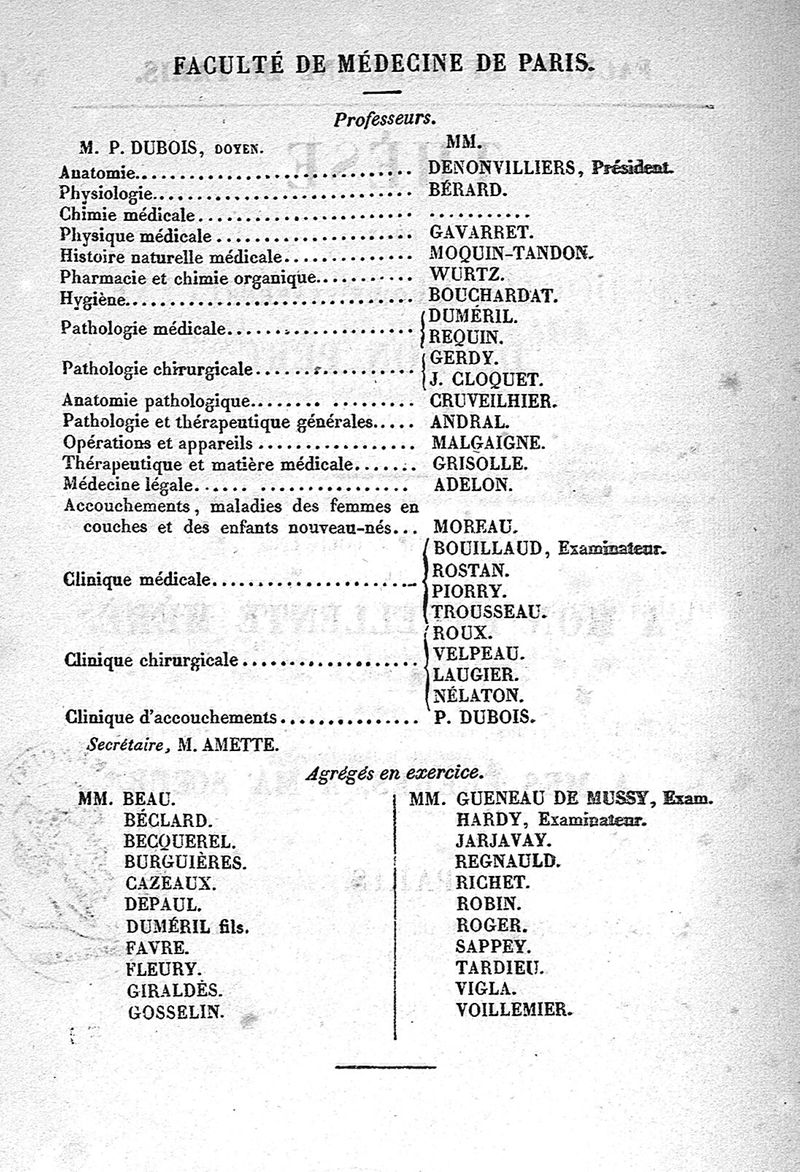 FACULTÉ DE MÉDECINE DE PARIS.
Professeurs.
M. P. DUBOIS, DOYEN. MM.
Anatomie.............................. DENONVILLIERS, Président.
Physiologie............................ BÉRARD.
Chimie médicale........................ ...........
Physique médicale ..................... GAVARRET.
Histoire naturelle médicale............. MOQUIN-TANDON.
Pharmacie et chimie organique.......... WURTZ.
Hygiène............................... BOUCHARDAT.
Pathologie médicale.................... { DUMÉRIL.
REQUIN.
Pathologie chirurgicale................. { GERDY.
J. CLOQUET.
Anatomie pathologique........ ......... CRUVEILHIER.
Pathologie et thérapeutique générales..... ANDRAL.
Opérations et appareils ................ MALGAIGNE.
Thérapeutique et matière médicale....... GRISOLLE.
Médecine légale...... ................ ADELON.
Accouchements, maladies des femmes en
couches et des enfants nouveau-nés... MOREAU.
Clinique médicale...................... { BOUILLAUD, Examinateur.
ROSTAN.
PIORRY.
TROUSSEAU.
Clinique chirurgicale .................. { ROUX.
VELPEAU.
LAUGIER.
NÉLATON.
Clinique d'accouchements............... P. DUBOIS.
Secrétaire, M. AMETTE.
Agrégés en exercice.
MM. BEAU.
BÉCLARD.
BECQUEREL.
BURGUIÈRES.
CAZEAUX.
DEPAUL.
DUMÉRIL fils.
FAVRE.
FLEURY.
GIRALDÈS.
GOSSELIN.
MM. GUENEAU DE MUSSY, Exam.
HARDY, Examinateur.
JARJAVAY.
REGNAULD.
RICHET.
ROBIN.
ROGER.
SAPPEY.
TARDIEU.
VIGLA.
VOILLEMIER.